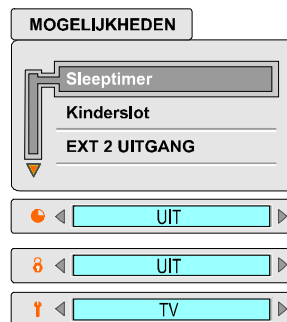 MOGELIJKHEDEN
Sleeptimer
Kinderslot
EXT 2 UITGANG
UIT
UIT
TV